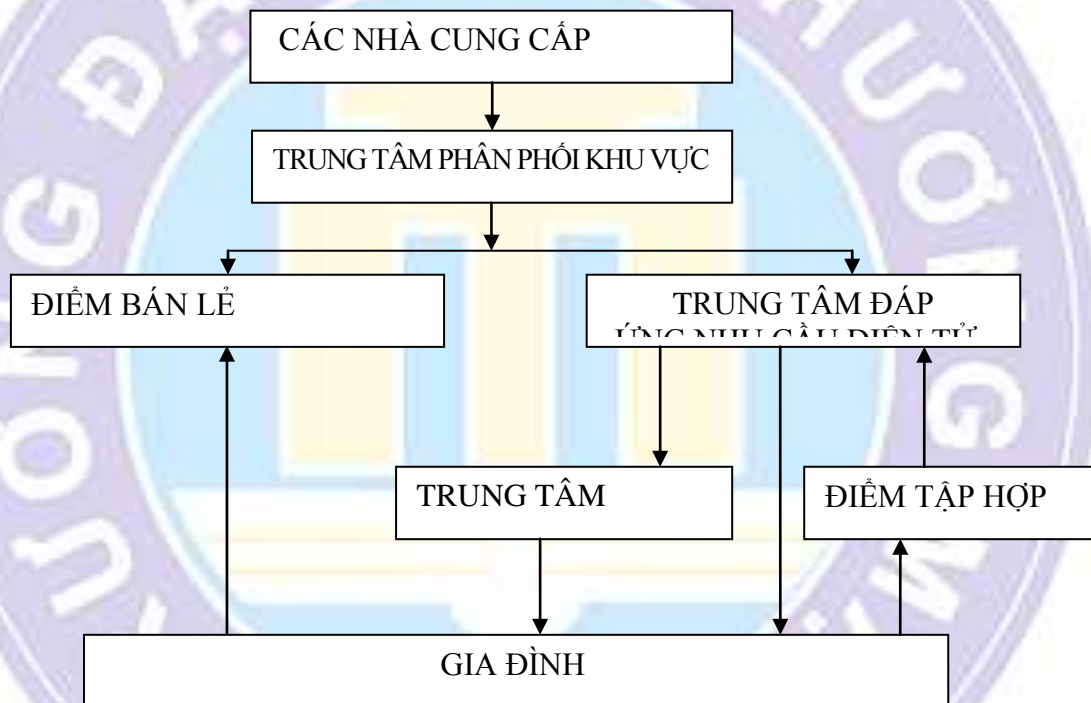 CÁC NHÀ CUNG CẤP
TRUNG TÂM PHÂN PHỐI KHU VỰC
ĐIỂM BÁN LẺ
TRUNG TÂM ĐÁP
ỨNG NHU CẦU ĐIỆN TỬ
TRUNG TÂM
ĐIỂM TẬP HỢP
GIA ĐÌNH